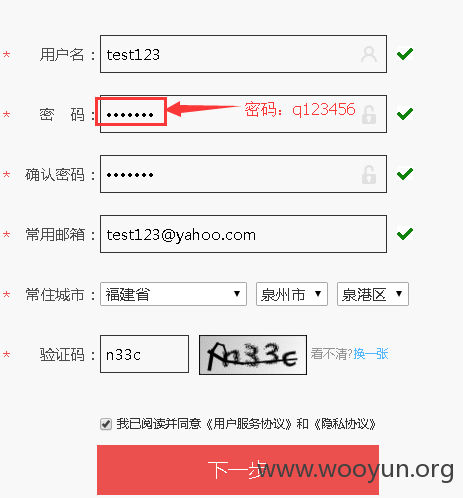 * 用户名： test123
* 密 码： ••••••• 密码：q123456
* 确认密码： •••••••
* 常用邮箱： test123@yahoo.com
* 常住城市： 福建省 泉州市 泉港区
* 验证码： n33c n33c 看不清?换一张
我已阅读并同意《用户服务协议》和《隐私协议》
下一步
www.wooyun.org